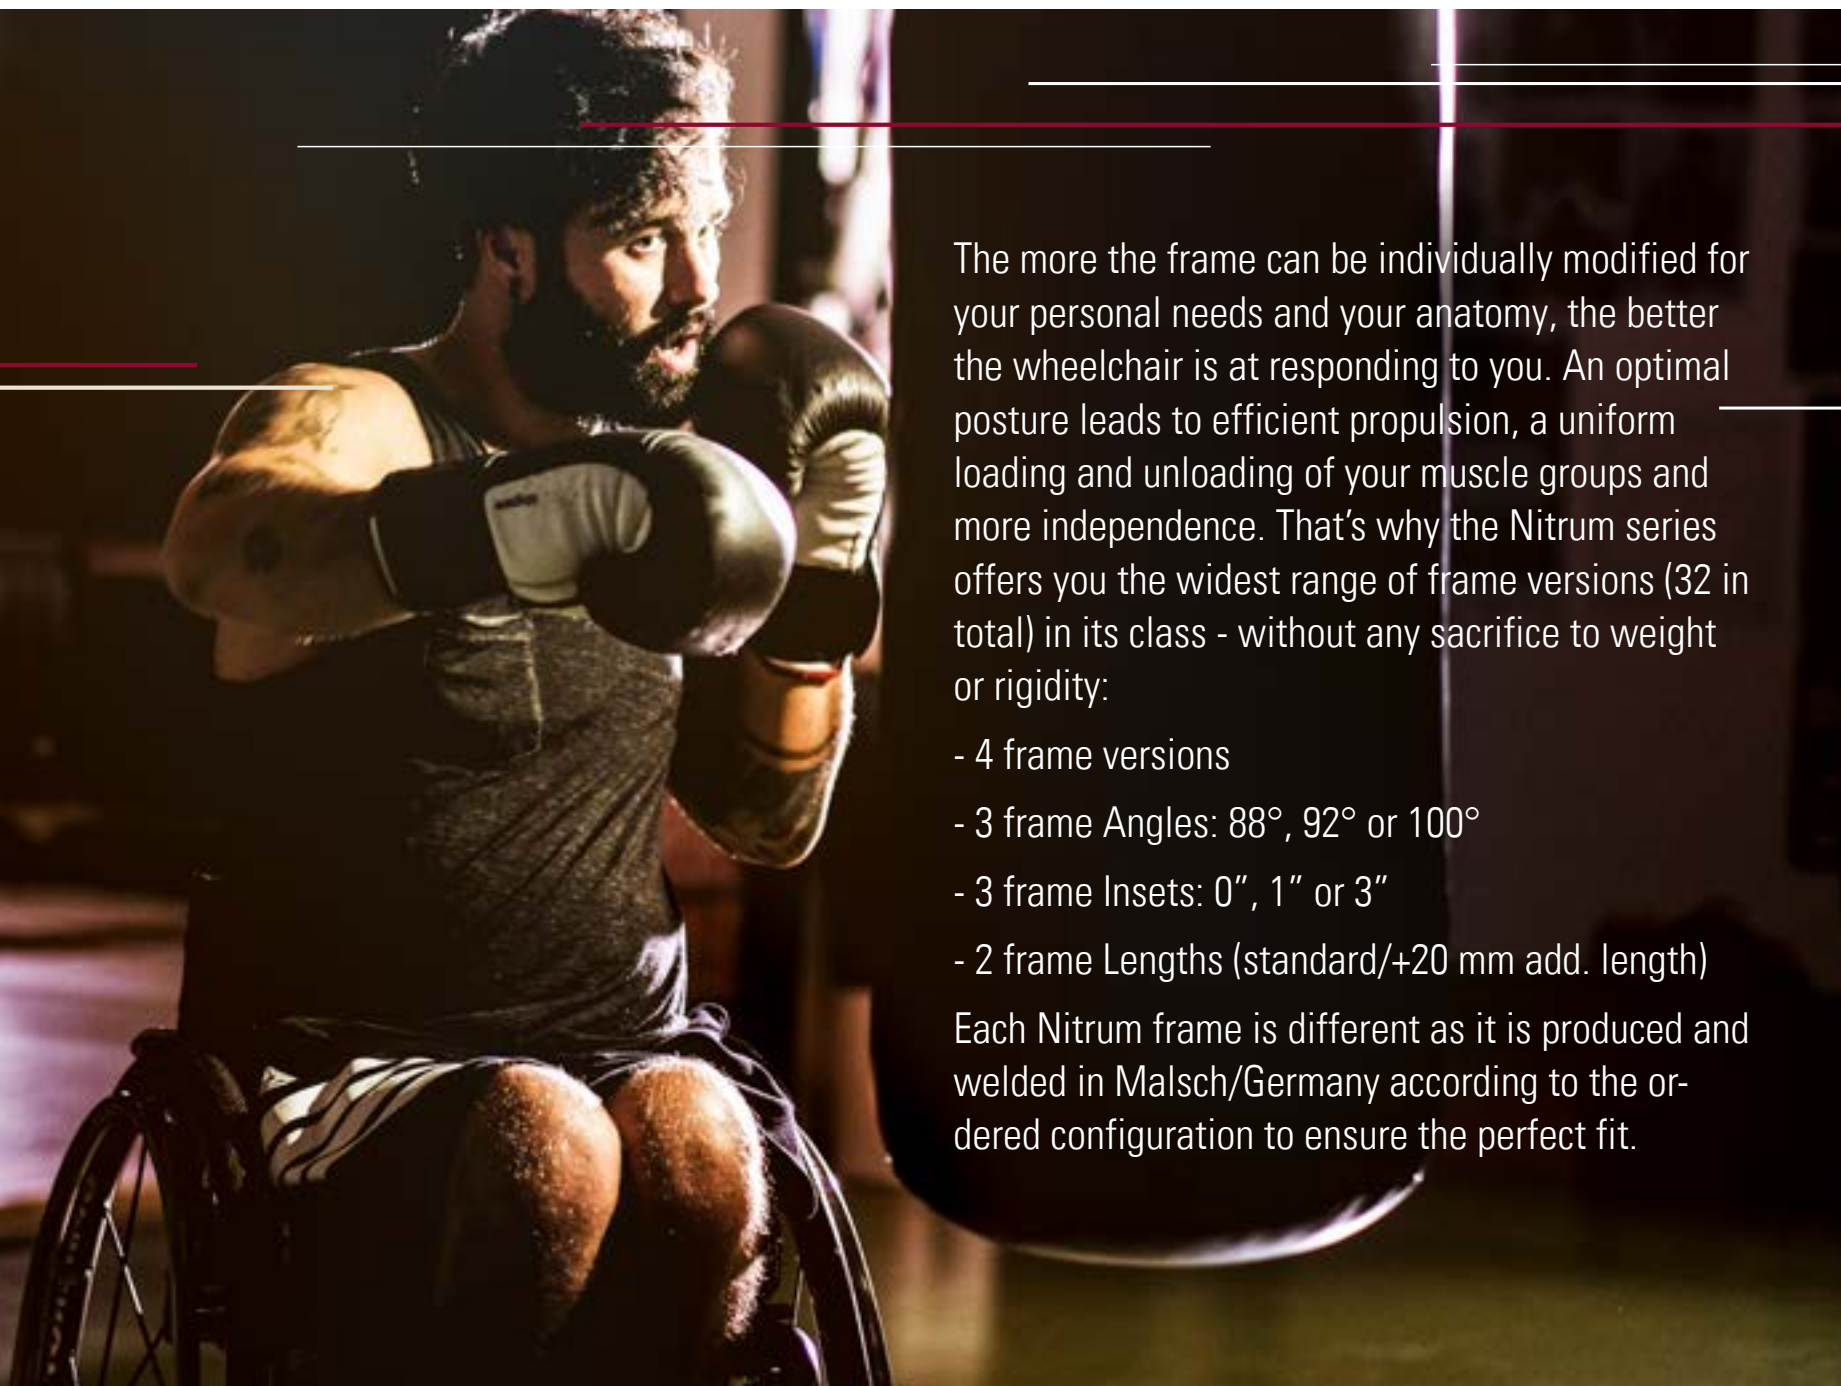 The more the frame can be individually modified for
your personal needs and your anatomy, the better
the wheelchair is at responding to you. An optimal
posture leads to efficient propulsion, a uniform
loading and unloading of your muscle groups and
more independence. That’s why the Nitrum series
offers you the widest range of frame versions (32 in
total) in its class - without any sacrifice to weight
or rigidity:
- 4 frame versions
- 3 frame Angles: 88°, 92° or 100°
- 3 frame Insets: 0”, 1” or 3”
- 2 frame Lengths (standard/+20 mm add. length)
Each Nitrum frame is different as it is produced and
welded in Malsch/Germany according to the or-
dered configuration to ensure the perfect fit.